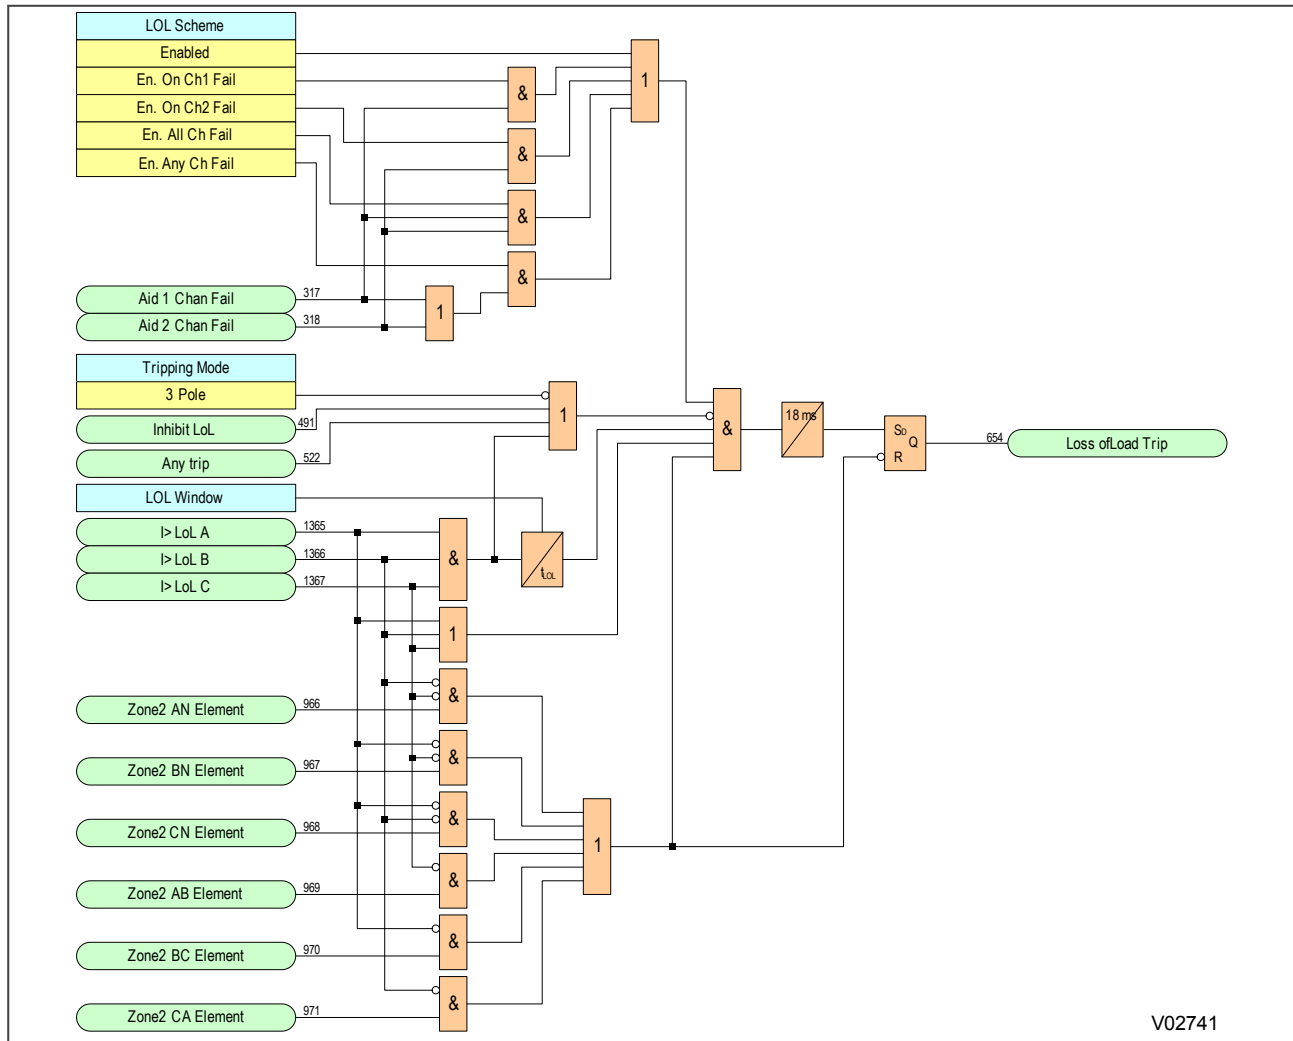 LOL Scheme
Enabled
En. On Ch1 Fail
En. On Ch2 Fail
En. All Ch Fail
En. Any Ch Fail
1
&
&
&
&
Aid 1 Chan Fail
317
Aid 2 Chan Fail
318
1
Tripping Mode
3 Pole
Inhibit LoL
491
Any trip
522
1
&
18 ms
SD
Q
R
654
Loss ofLoad Trip
LOL Window
I> LoL A
1365
I> LoL B
1366
I> LoL C
1367
&
tLOL
1
Zone2 AN Element
966
&
Zone2 BN Element
967
&
Zone2 CN Element
968
&
1
Zone2 AB Element
969
&
Zone2 BC Element
970
&
Zone2 CA Element
971
&
V02741